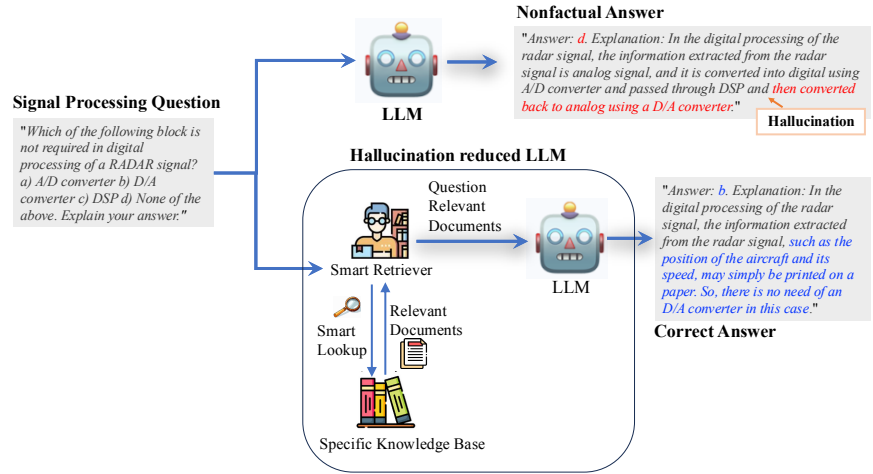 Nonfactual Answer
"Answer: d. Explanation: In the digital processing of the
radar signal, the information extracted from the radar
signal is analog signal, and it is converted into digital using
A/D converter and passed through DSP and then converted
back to analog using a D/A converter."
Hallucination
LLM
Signal Processing Question
"Which of the following block is
not required in digital
processing of a RADAR signal?
a) A/D converter b) D/A
converter c) DSP d) None of the
above. Explain your answer."
Hallucination reduced LLM
Question
Relevant
Documents
Smart Retriever
LLM
Smart
Lookup
Relevant
Documents
Specific Knowledge Base
"Answer: b. Explanation: In the
digital processing of the radar
signal, the information extracted
from the radar signal, such as the
position of the aircraft and its
speed, may simply be printed on a
paper. So, there is no need of an
D/A converter in this case."
Correct Answer